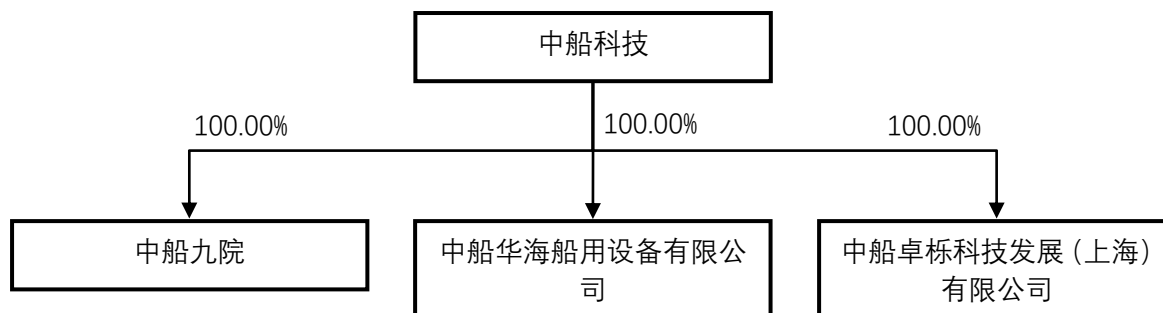 中船科技
100.00%
100.00%
100.00%
中船九院
中船华海船用设备有限公
司
中船卓栎科技发展（上海）
有限公司